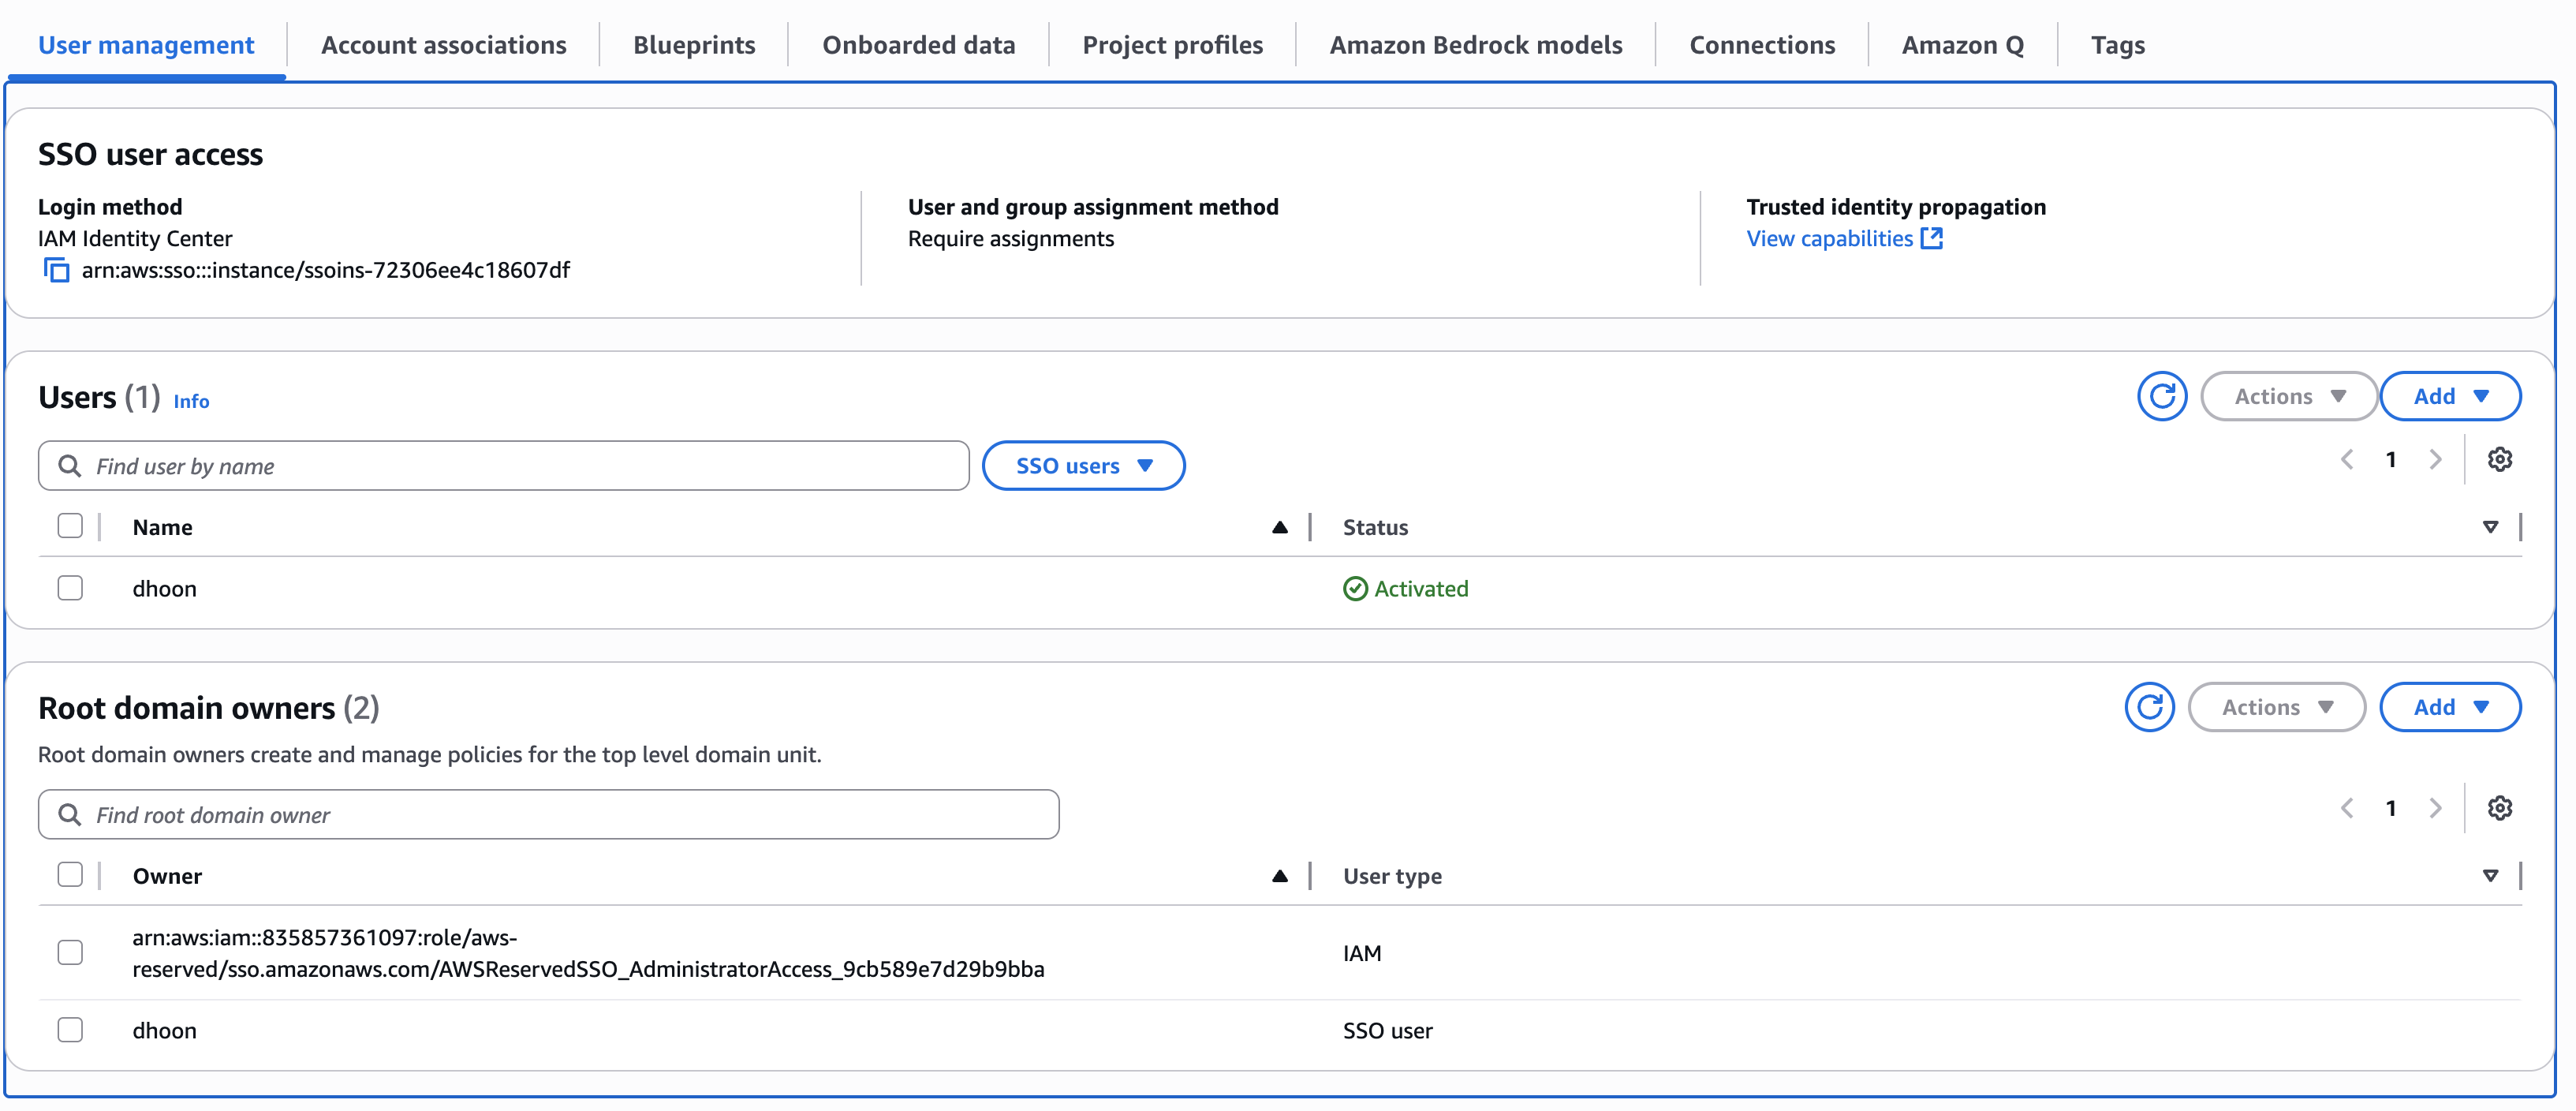 User management
Account associations
Blueprints
Onboarded data
Project profiles
Amazon Bedrock models
Connections
Amazon Q
Tags
SSO user access
Login method
IAM Identity Center
arn:aws:sso:::instance/ssoins-72306ee4c18607df
User and group assignment method
Require assignments
Trusted identity propagation
View capabilities
Users (1) Info
Actions
Add
Find user by name
SSO users
1
Name
Status
dhoon
Activated
Root domain owners (2)
Actions
Add
Root domain owners create and manage policies for the top level domain unit.
Find root domain owner
1
Owner
User type
arn:aws:iam::835857361097:role/aws-
reserved/sso.amazonaws.com/AWSReservedSSO_AdministratorAccess_9cb589e7d29b9bba
IAM
dhoon
SSO user